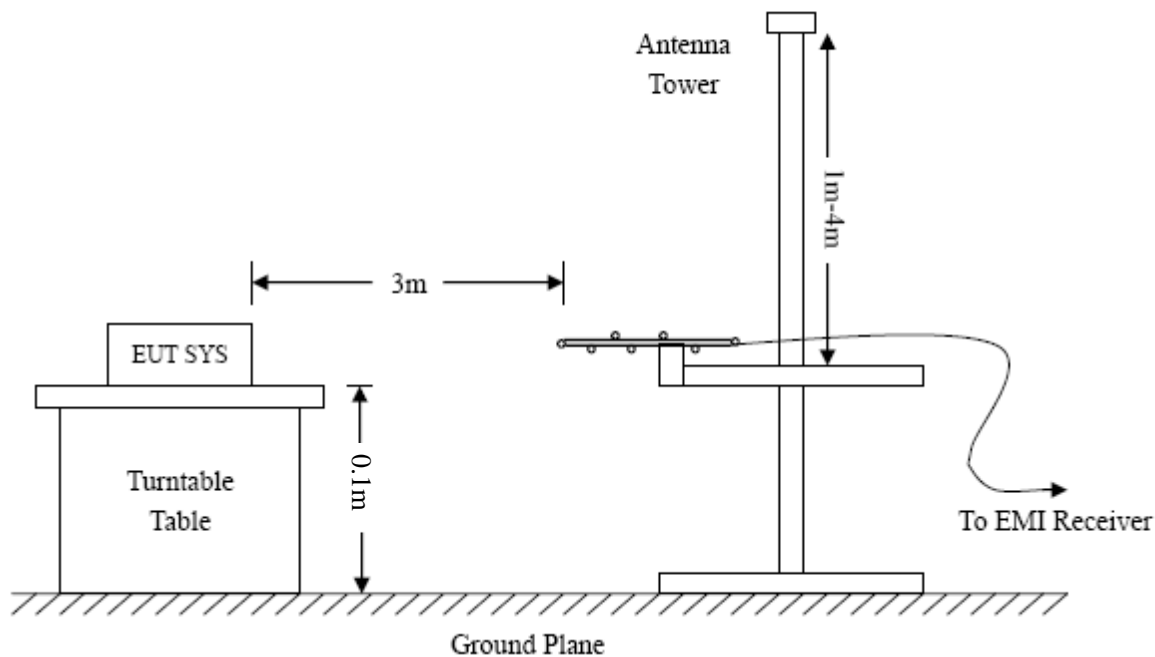 Antenna
Tower
1m-4m
3m
EUT SYS
0.1m
Turntable
Table
To EMI Receiver
Ground Plane